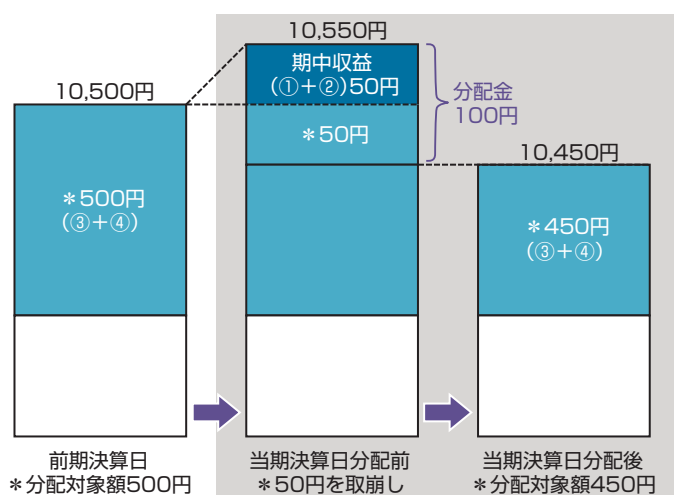 10,550円
期中収益
(①+②)50円
10,500円
分配金
100円
*50円
10,450円
*500円
(③+④)
*450円
(③+④)
前期決算日
*分配対象額500円
当期決算日分配前
*50円を取崩し
当期決算日分配後
*分配対象額450円